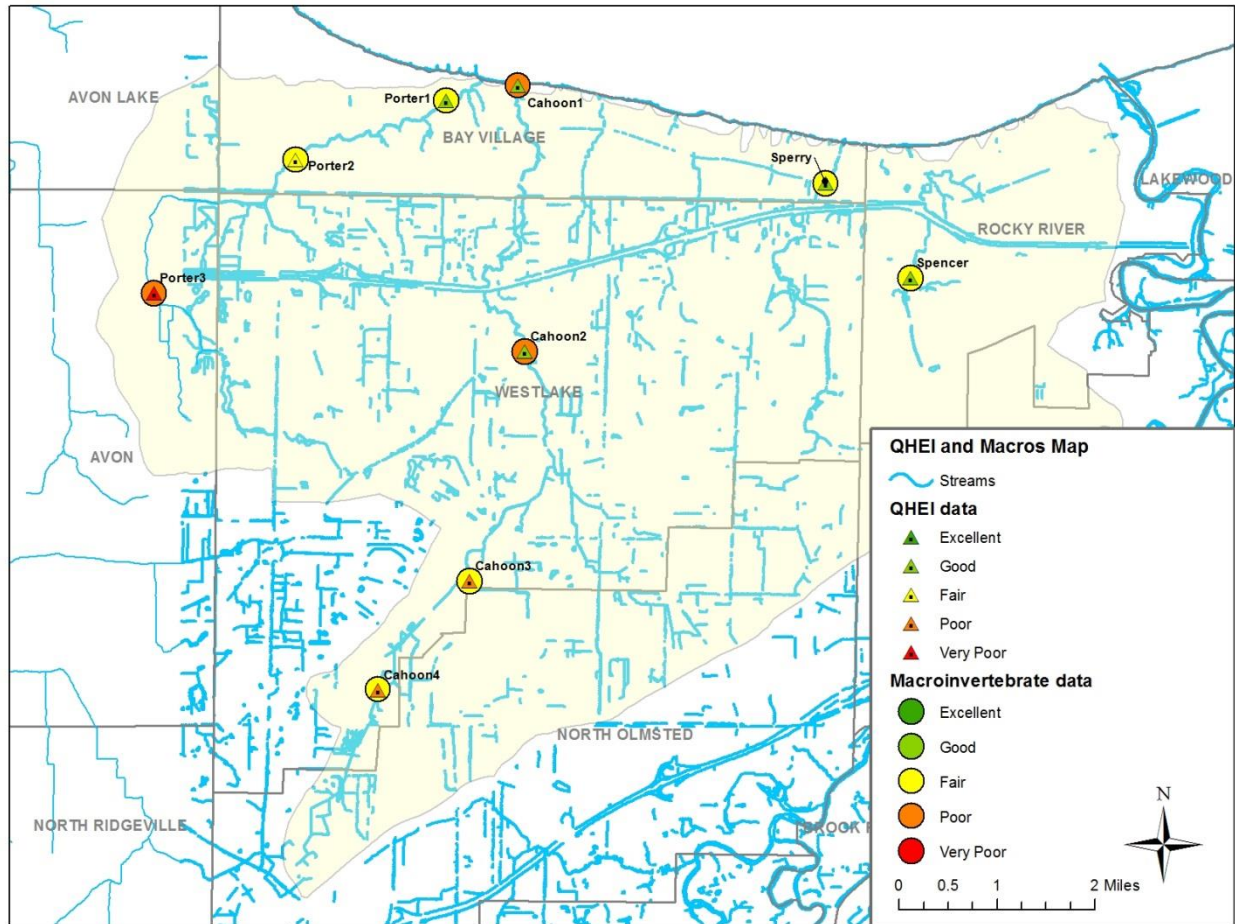 AVON LAKE
Porter1
Cahoon1
BAY VILLAGE
Porter2
Sperry
LAKEWOOD
ROCKY RIVER
Porter3
Spencer
Cahoon2
WESTLAKE
AVON
Cahoon3
Cahoon4
NORTH OLMSTED
NORTH RIDGEVILLE
BROOK
QHEI and Macros Map
Streams
QHEI data
Excellent
Good
Fair
Poor
Very Poor
Macroinvertebrate data
Excellent
Good
Fair
Poor
Very Poor
N
0 0.5 1 2 Miles